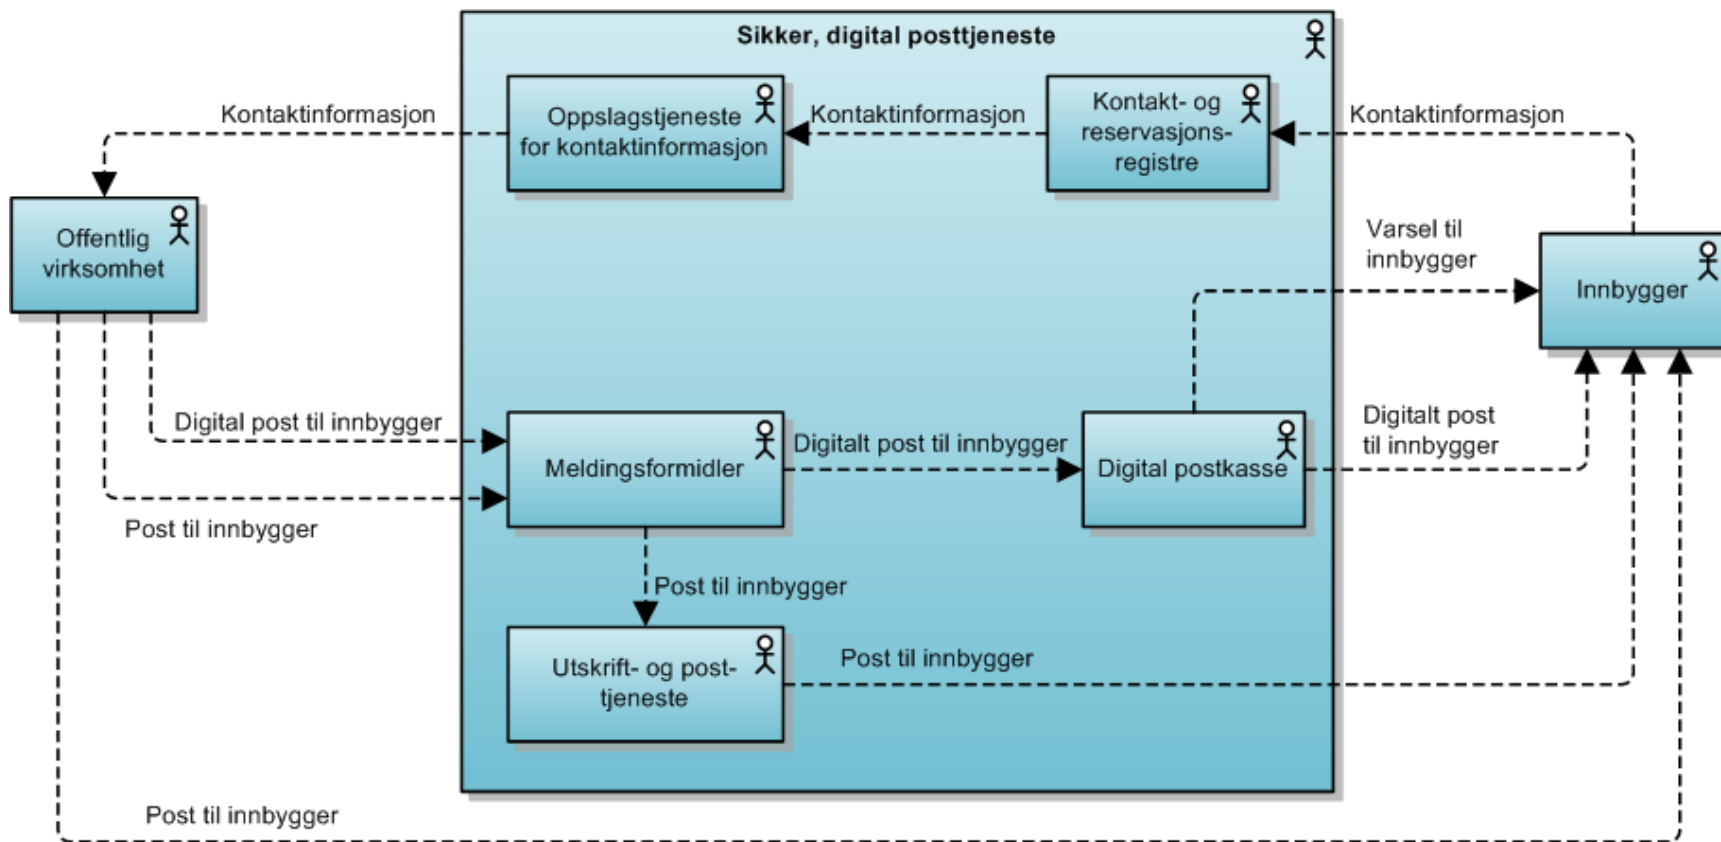 Sikker, digital posttjeneste
Kontaktinformasjon
Oppslagstjeneste
for kontaktinformasjon
Kontaktinformasjon
Kontakt- og
reservasjons-
registre
Kontaktinformasjon
Offentlig
virksomhet
Varsel til
innbygger
Innbygger
Digital post til innbygger
Meldingsformidler
Digitalt post til innbygger
Digital postkasse
Digitalt post
til innbygger
Post til innbygger
Post til innbygger
Utskrift- og post-
tjeneste
Post til innbygger
Post til innbygger